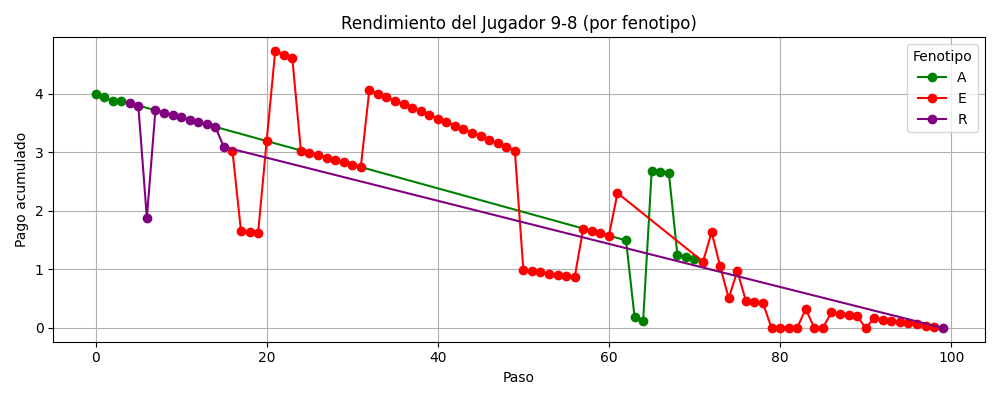 Rendimiento del Jugador 9-8 (por fenotipo)
Pago acumulado
4
3
2
1
0
0
20
40
60
80
100
Paso
Fenotipo
A
E
R